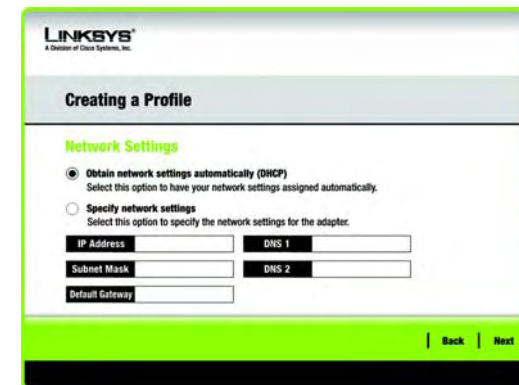 LINKSYS®
A Division of Cisco Systems, Inc.
Creating a Profile
Network Settings
Obtain network settings automatically (DHCP)
Select this option to have your network settings assigned automatically.
Specify network settings
Select this option to specify the network settings for the adapter.
IP Address DNS 1
Subnet Mask DNS 2
Default Gateway
Back Next